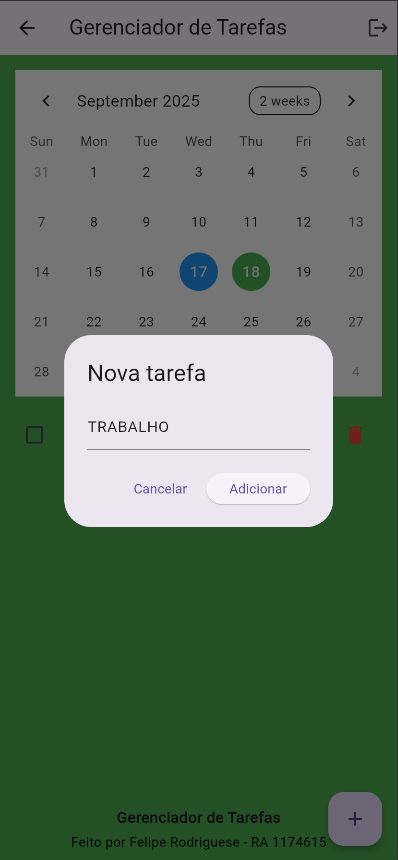 Gerenciador de Tarefas
September 2025 2 weeks
Sun Mon Tue Wed Thu Fri Sat
31 1 2 3 4 5 6
7 8 9 10 11 12 13
14 15 16 17 18 19 20
21 22 23 24 25 26 27
28 4
Nova tarefa
TRABALHO
Cancelar Adicionar
Gerenciador de Tarefas
Feito por Felipe Rodriguese - RA 1174615